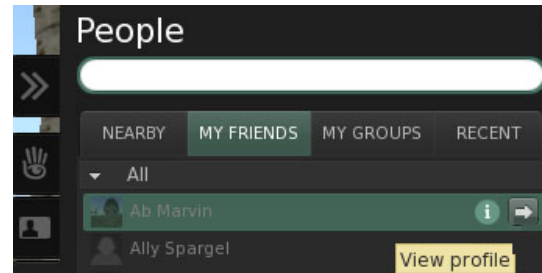 People
NEARBY MY FRIENDS MY GROUPS RECENT
All
Ab Marvin
Ally Spargel
View profile